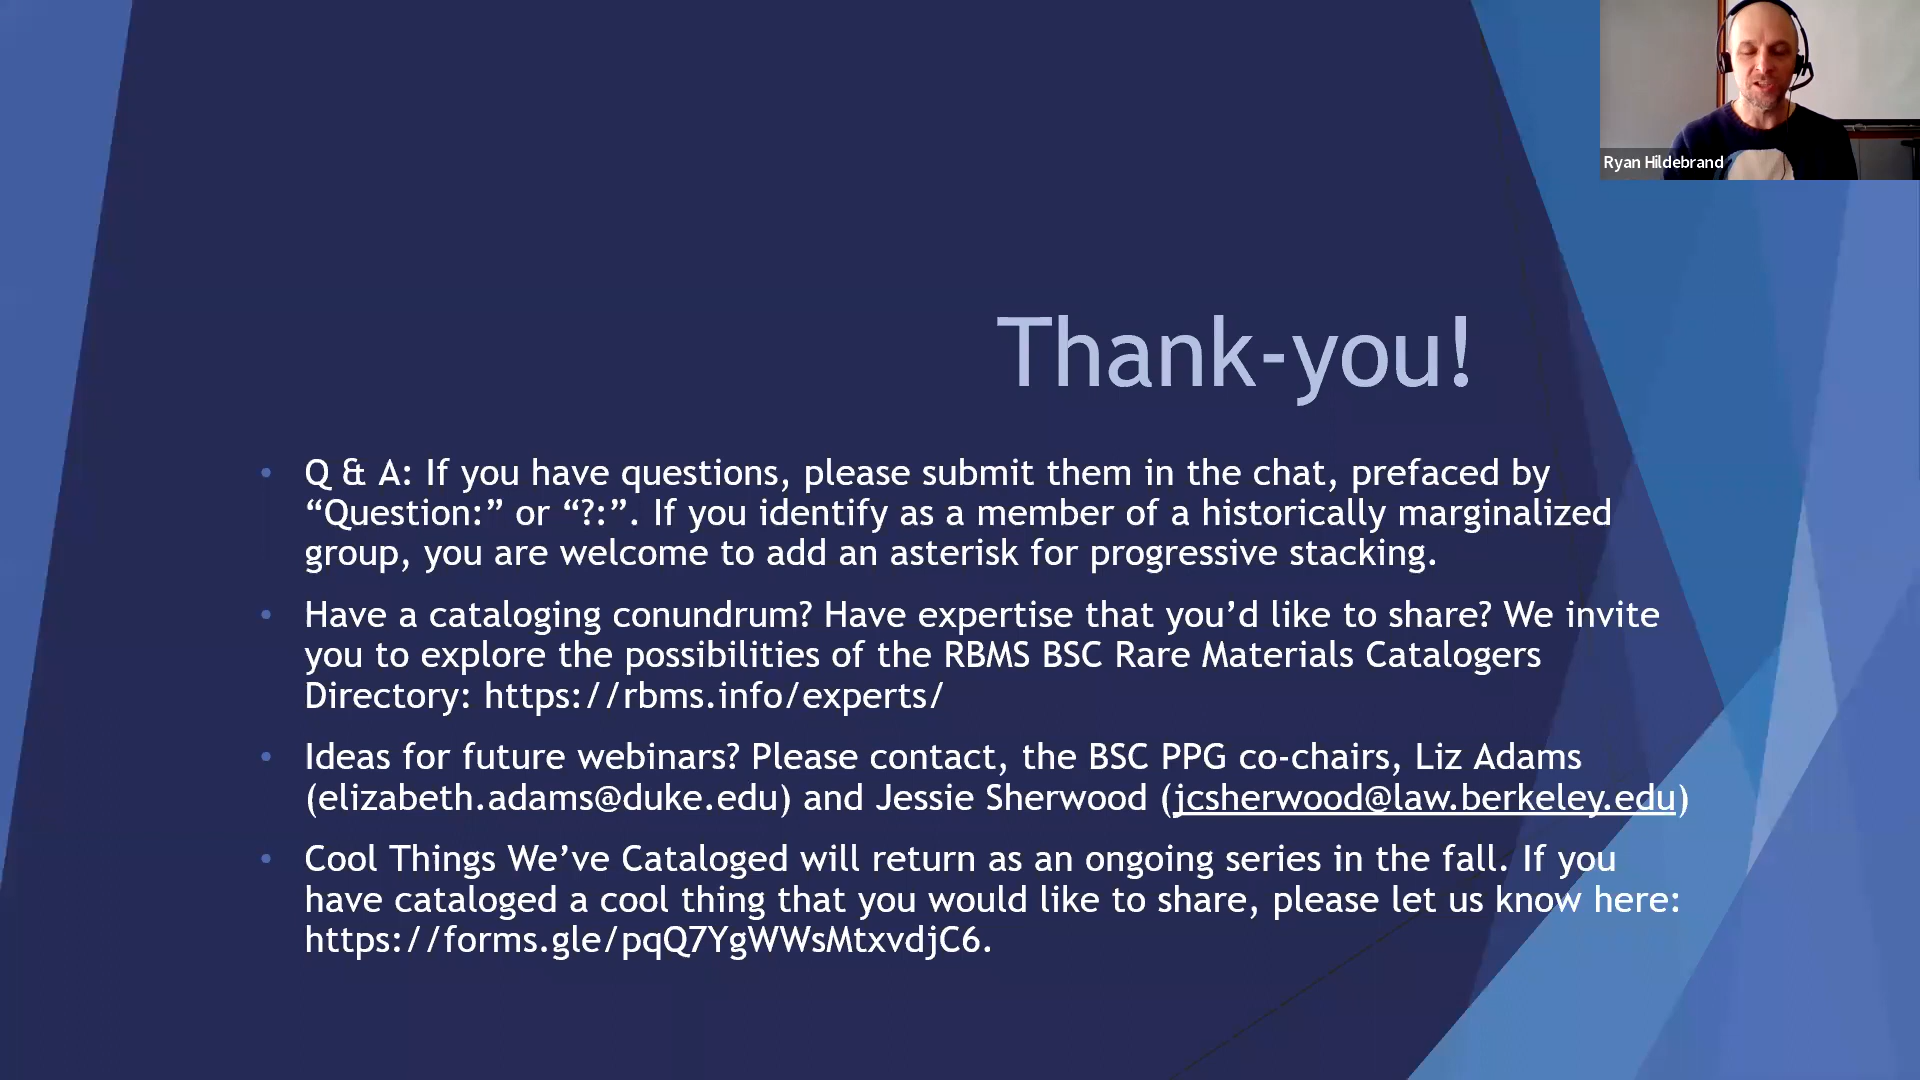 Ryan Hildebrand
Thank-you!
• Q & A: If you have questions, please submit them in the chat, prefaced by
“Question:” or “?:”. If you identify as a member of a historically marginalized
group, you are welcome to add an asterisk for progressive stacking.
• Have a cataloging conundrum? Have expertise that you’d like to share? We invite
you to explore the possibilities of the RBMS BSC Rare Materials Catalogers
Directory: https://rbms.info/experts/
• Ideas for future webinars? Please contact, the BSC PPG co-chairs, Liz Adams
(elizabeth.adams@duke.edu) and Jessie Sherwood (jcsherwood@law.berkeley.edu)
• Cool Things We’ve Cataloged will return as an ongoing series in the fall. If you
have cataloged a cool thing that you would like to share, please let us know here:
https://forms.gle/pqQ7YgWWsMtxvdjC6.